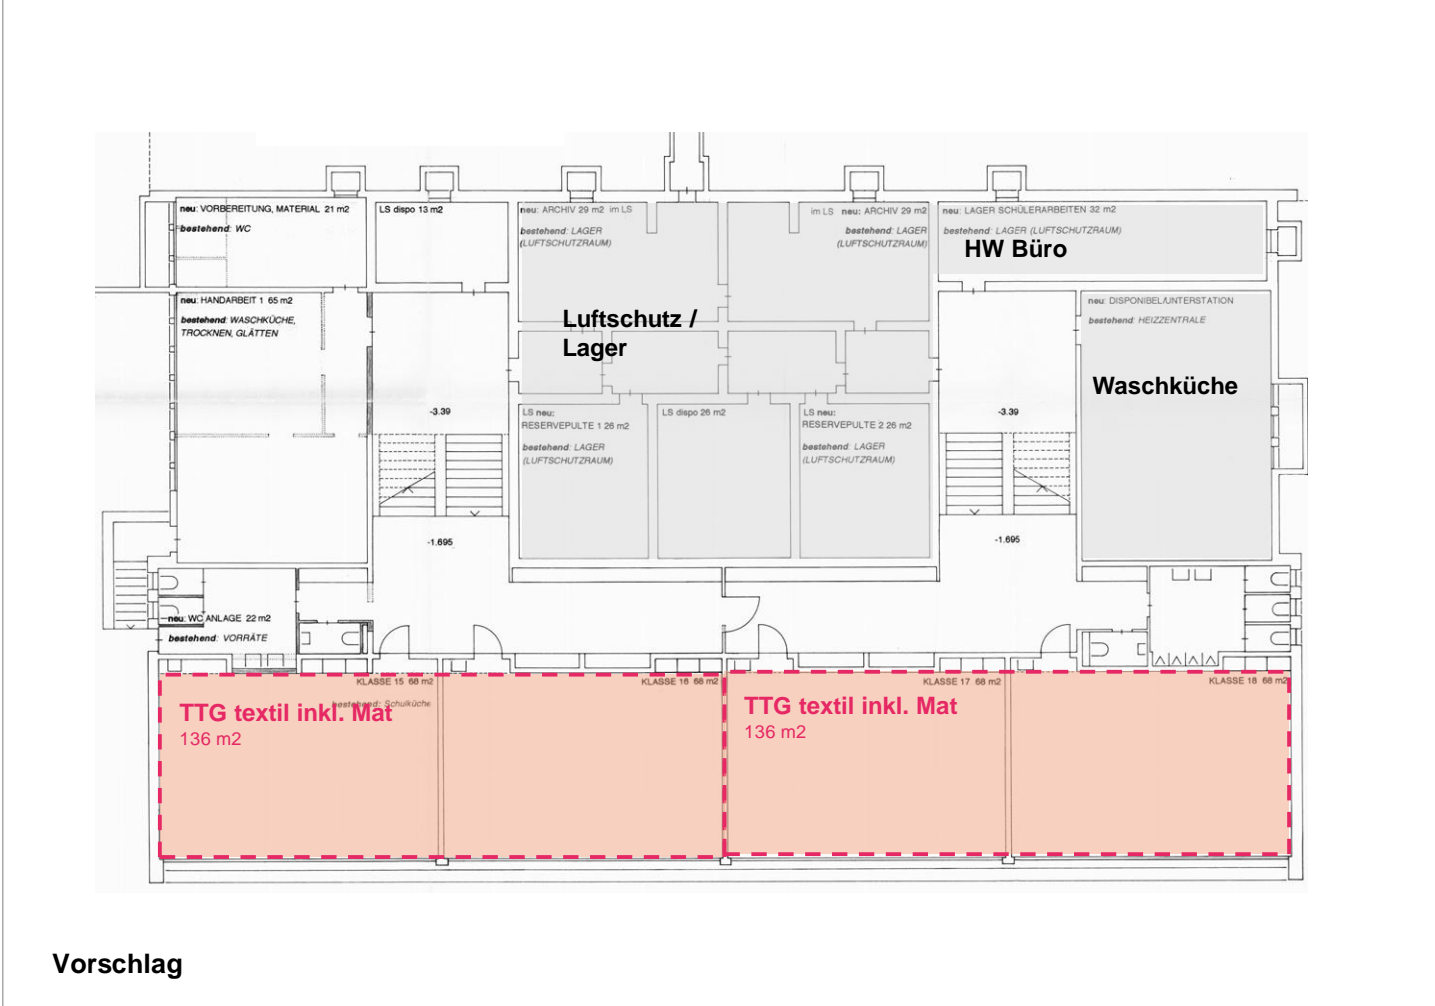 neu: VORBEREITUNG, MATERIAL 21 m2
bestehend: WC
LS dispo 13 m2
neu: ARCHIV 29 m2 im LS
bestehend: LAGER
(LUFTSCHUTZRAUM)
im LS neu: ARCHIV 29 m2
bestehend: LAGER
(LUFTSCHUTZRAUM)
neu: LAGER SCHÜLERARBEITEN 32 m2
bestehend: LAGER (LUFTSCHUTZRAUM)
HW Büro
neu: HANDARBEIT 1 65 m2
bestehend: WASCHKÜCHE,
TROCKNEN, GLÄTTEN
Luftschutz /
Lager
neu: DISPONIBEL/UNTERSTATION
bestehend: HEIZZENTRALE
Waschküche
-3.39
-3.39
LS neu:
RESERVEPULTE 1 26 m2
bestehend: LAGER
(LUFTSCHUTZRAUM)
LS dispo 26 m2
LS neu:
RESERVEPULTE 2 26 m2
bestehend: LAGER
(LUFTSCHUTZRAUM)
-1.695
-1.695
neu: WC ANLAGE 22 m2
bestehend: VORRÄTE
KLASSE 15 68 m2
bestehend: Schulküche
KLASSE 16 68 m2
KLASSE 17 68 m2
KLASSE 18 68 m2
TTG textil inkl. Mat
136 m2
TTG textil inkl. Mat
136 m2
Vorschlag